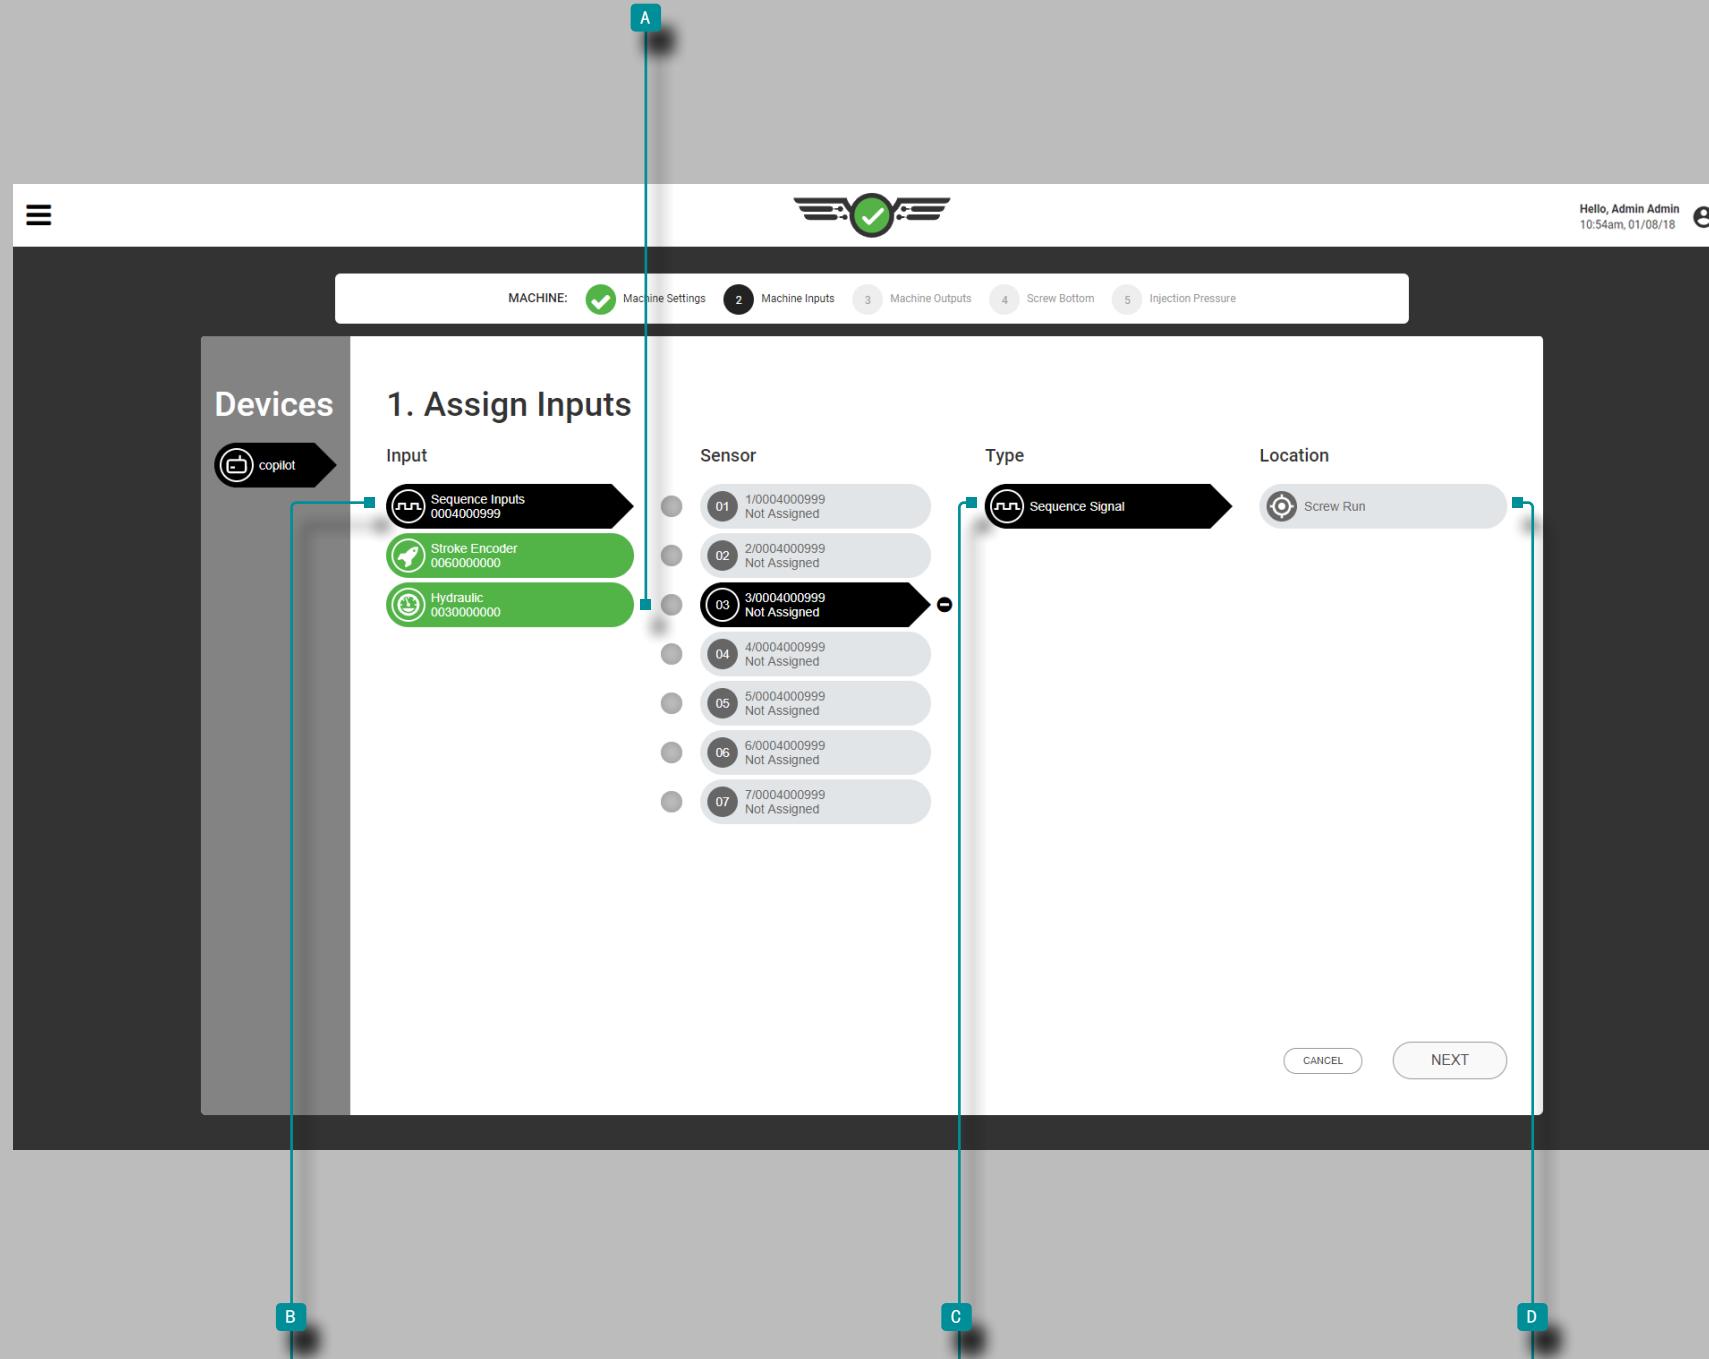 A
Hello, Admin Admin
10:54am, 01/08/18
MACHINE: Machine Settings 2 Machine Inputs 3 Machine Outputs 4 Screw Bottom 5 Injection Pressure
Devices
copilot
1. Assign Inputs
Input
Sequence Inputs
0004000999
Stroke Encoder
0060000000
Hydraulic
0030000000
Sensor
01 1/0004000999
Not Assigned
02 2/0004000999
Not Assigned
03 3/0004000999
Not Assigned
04 4/0004000999
Not Assigned
05 5/0004000999
Not Assigned
06 6/0004000999
Not Assigned
07 7/0004000999
Not Assigned
Type
Sequence Signal
Location
Screw Run
CANCEL NEXT
B C D